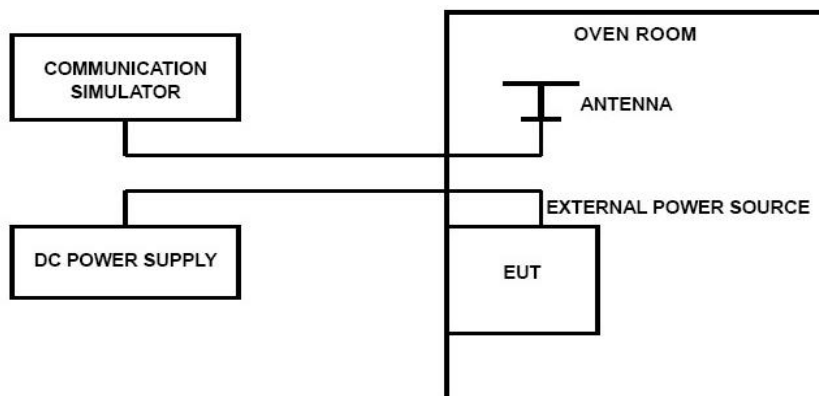 OVEN ROOM
COMMUNICATION
SIMULATOR
ANTENNA
EXTERNAL POWER SOURCE
DC POWER SUPPLY
EUT